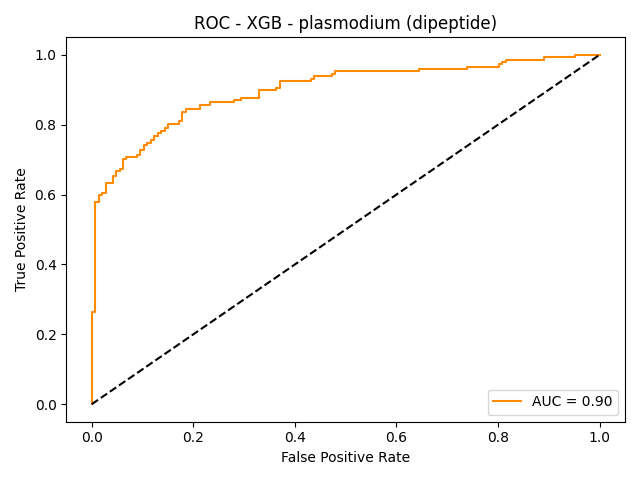 ROC - XGB - plasmodium (dipeptide)
True Positive Rate
1.0
0.8
0.6
0.4
0.2
0.0
0.0 0.2 0.4 0.6 0.8 1.0
False Positive Rate
AUC = 0.90